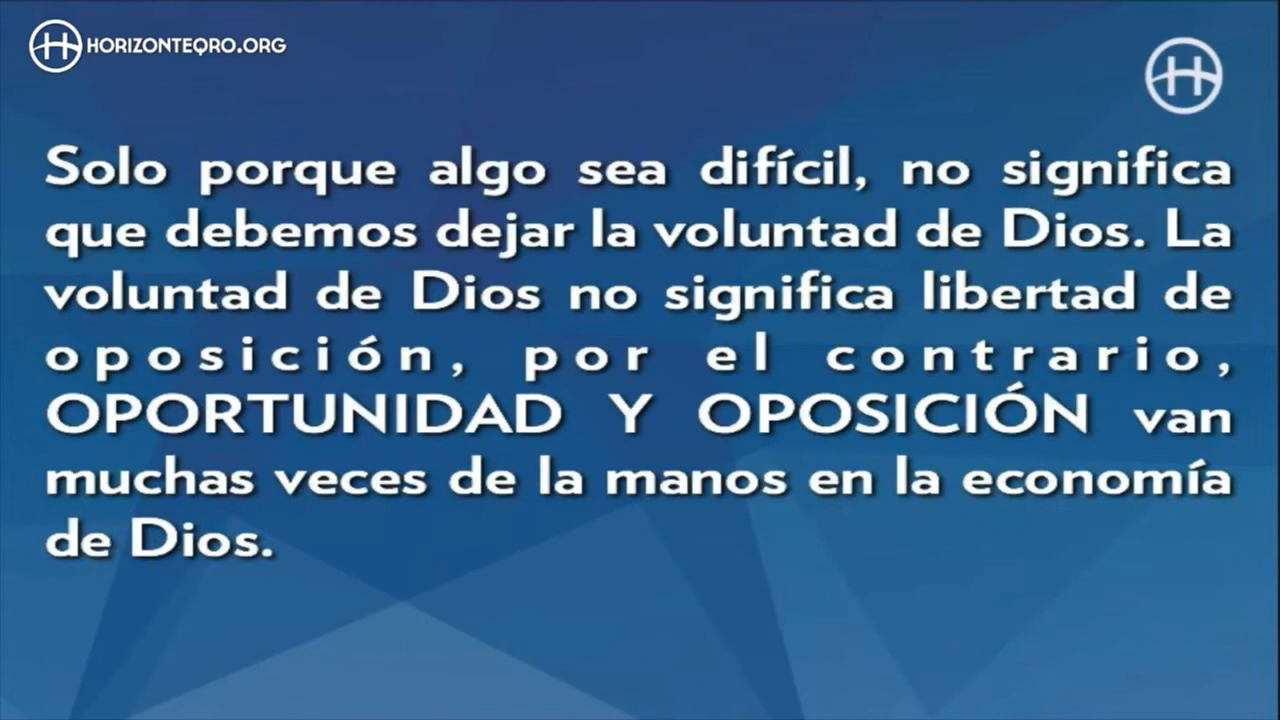 HORIZONTEQRO.ORG
Solo porque algo sea difícil, no significa
que debemos dejar la voluntad de Dios. La
voluntad de Dios no significa libertad de
oposición, por el contrario,
OPORTUNIDAD Y OPOSICIÓN van
muchas veces de la manos en la economía
de Dios.